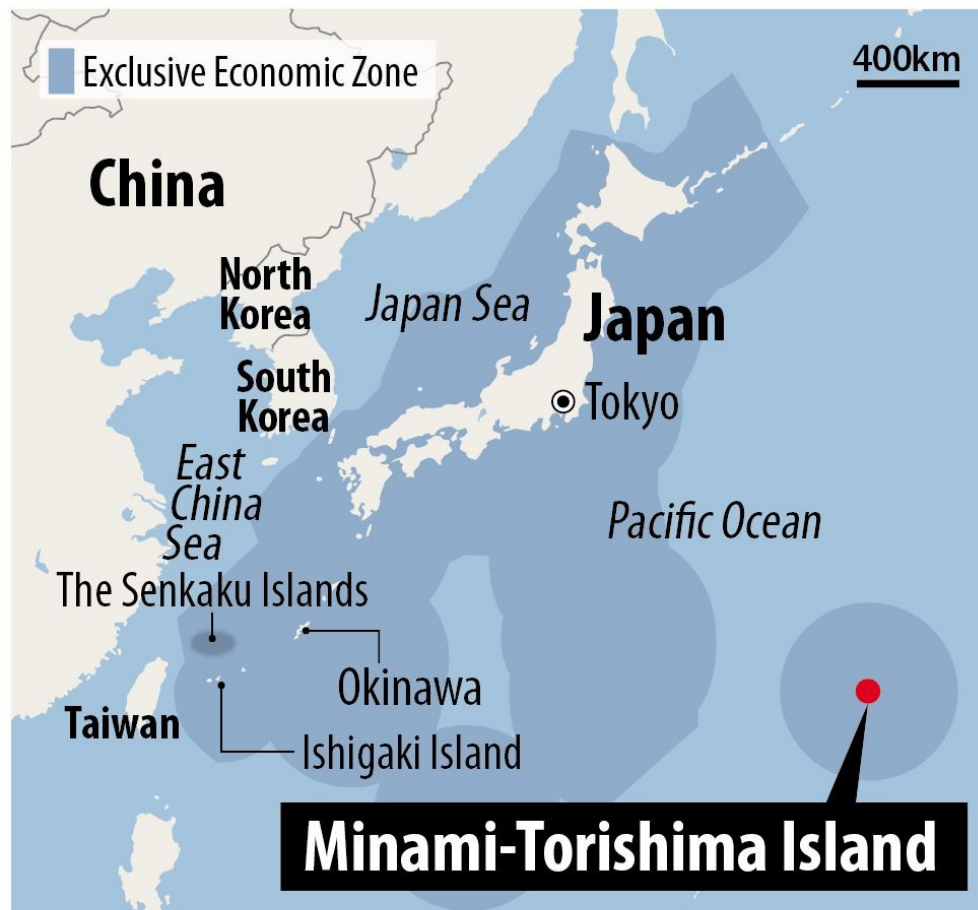 Exclusive Economic Zone
400km
China
North
Korea
Japan Sea
Japan
South
Korea
Tokyo
East
China
Sea
Pacific Ocean
The Senkaku Islands
Okinawa
Taiwan
Ishigaki Island
Minami-Torishima Island